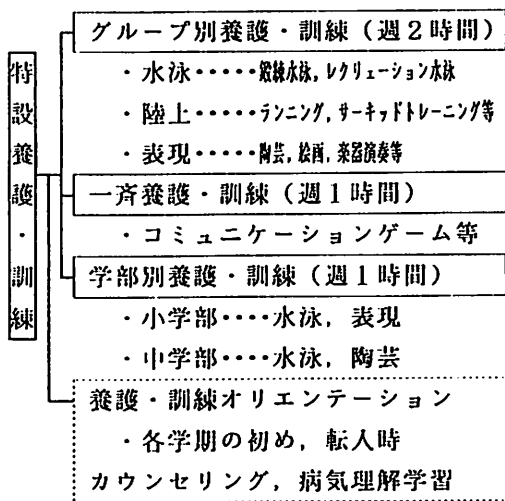 特設養護・訓練
グループ別養護・訓練(週2時間)
・水泳・・・・・鍛練水泳,レクリューション水泳
・陸上・・・・・ランニング,サーキッドトレーニング等
・表現・・・・・陶芸,絵画,楽器演奏等
一斉養護・訓練(週1時間)
・コミュニケーションゲーム等
学部別養護・訓練(週1時間)
・小学部・・・・水泳,表現
・中学部・・・・水泳,陶芸
養護・訓練オリエンテーション
・各学期の初め,転入時
カウンセリング,病気理解学習